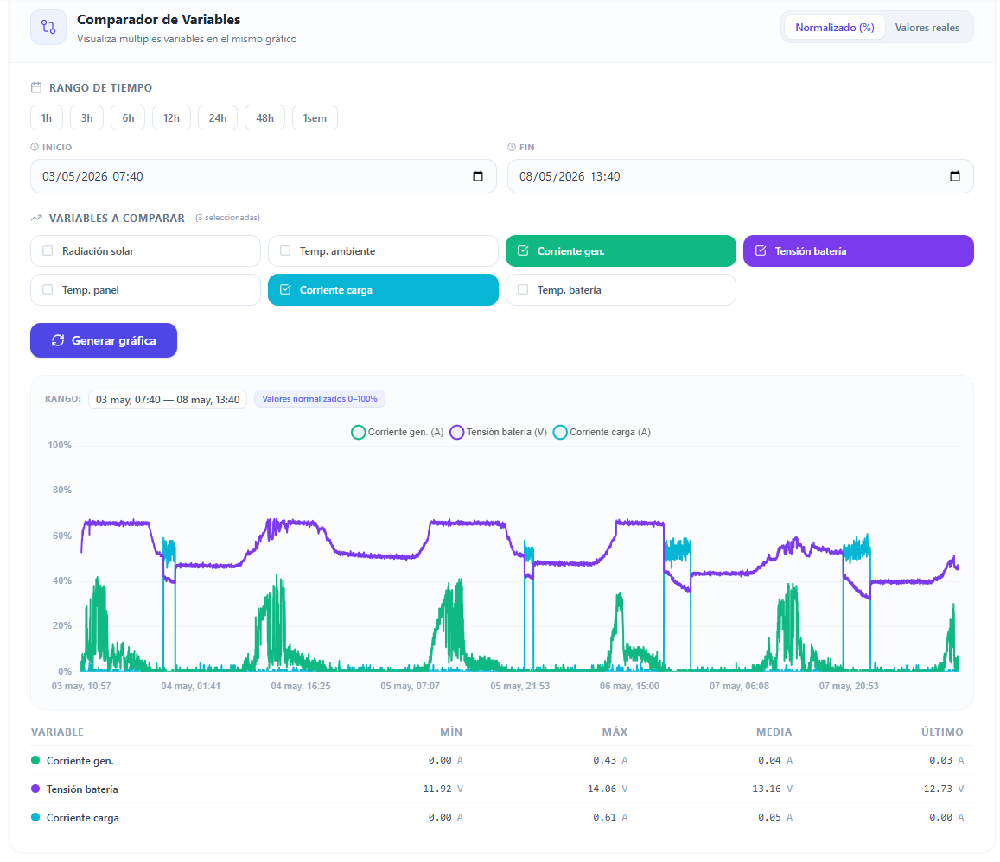 Comparador de Variables
Visualiza múltiples variables en el mismo gráfico
Normalizado (%) Valores reales
RANGO DE TIEMPO
1h 3h 6h 12h 24h 48h 1sem
INICIO FIN
03/05/2026 07:40 08/05/2026 13:40
VARIABLES A COMPARAR (3 seleccionadas)
Radiación solar Temp. ambiente Corriente gen. Tensión batería
Temp. panel Corriente carga Temp. batería
Generar gráfica
RANGO: 03 may, 07:40 — 08 may, 13:40 Valores normalizados 0–100%
Corriente gen. (A) Tensión batería (V) Corriente carga (A)
100%
80%
60%
40%
20%
0%
03 may, 10:57 04 may, 01:41 04 may, 16:25 05 may, 07:07 05 may, 21:53 06 may, 15:00 07 may, 06:08 07 may, 20:53
VARIABLE MÍN MÁX MEDIA ÚLTIMO
Corriente gen. 0.00 A 0.43 A 0.04 A 0.03 A
Tensión batería 11.92 V 14.06 V 13.16 V 12.73 V
Corriente carga 0.00 A 0.61 A 0.05 A 0.00 A